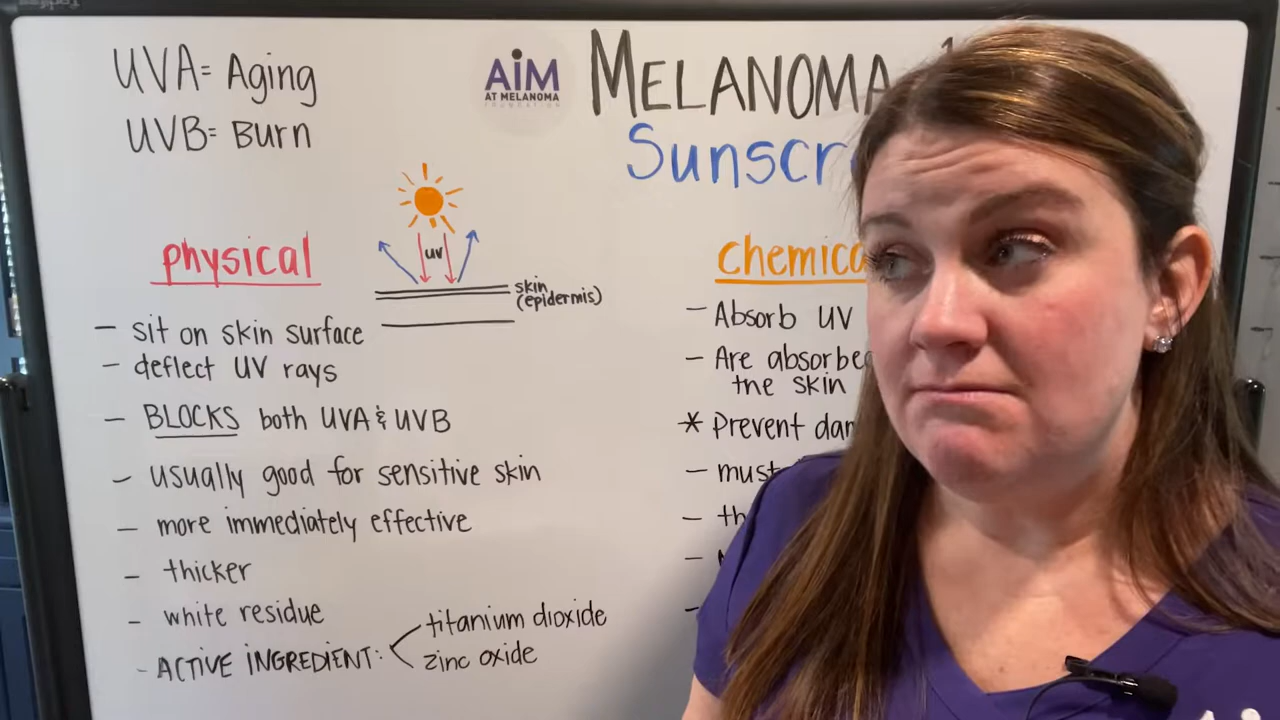 UVA= Aging
UVB= Burn
AiM
AT MELANOMA
FOUNDATION
MELANOMA
Sunscr
physical
uv
skin
(epidermis)
- sit on skin surface
- deflect UV rays
- BLOCKS both UVA & UVB
- usually good for sensitive skin
- more immediately effective
- thicker
- white residue
- ACTIVE INGREDIENT: titanium dioxide
zinc oxide
chemica
- Absorb UV
- Are absorbe
the skin
* Prevent dam
- must
- th